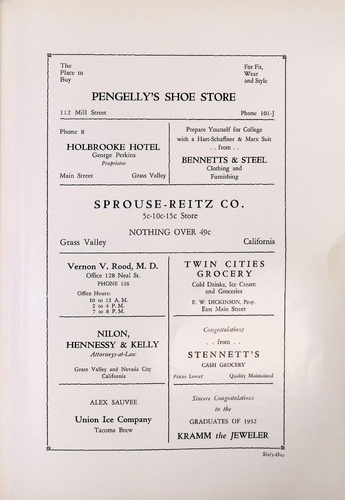 The
Place to
Buy
For Fit,
Wear
and Style
PENGELLY'S SHOE STORE
112 Mill Street
Phone 101-J
Phone 8
HOLBROOKE HOTEL
George Perkins
Proprietor
Main Street
Grass Valley
Prepare Yourself for College
with a Hart-Schaffner & Marx Suit
. . from . .
BENNETTS & STEEL
Clothing and
Furnishing
SPROUSE-REITZ CO.
5c-10c-15c Store
NOTHING OVER 49c
Grass Valley
California
Vernon V. Rood, M. D.
Office 128 Neal St.
PHONE 126
Office Hours:
10 to 12 A. M.
2 to 4 P. M.
7 to 8 P. M.
TWIN CITIES
GROCERY
Cold Drinks, Ice Cream
and Groceries
E. W. DICKINSON, Prop.
East Main Street
NILON,
HENNESSY & KELLY
Attorneys-at-Law
Grass Valley and Nevada City
California
Congratulations
. . from . .
STENNETT'S
CASH GROCERY
Prices Lower
Quality Maintained
ALEX SAUVEE
Union Ice Company
Tacoma Brew
Sincere Congratulations
to the
GRADUATES OF 1932
KRAMM the JEWELER
Sixty-One